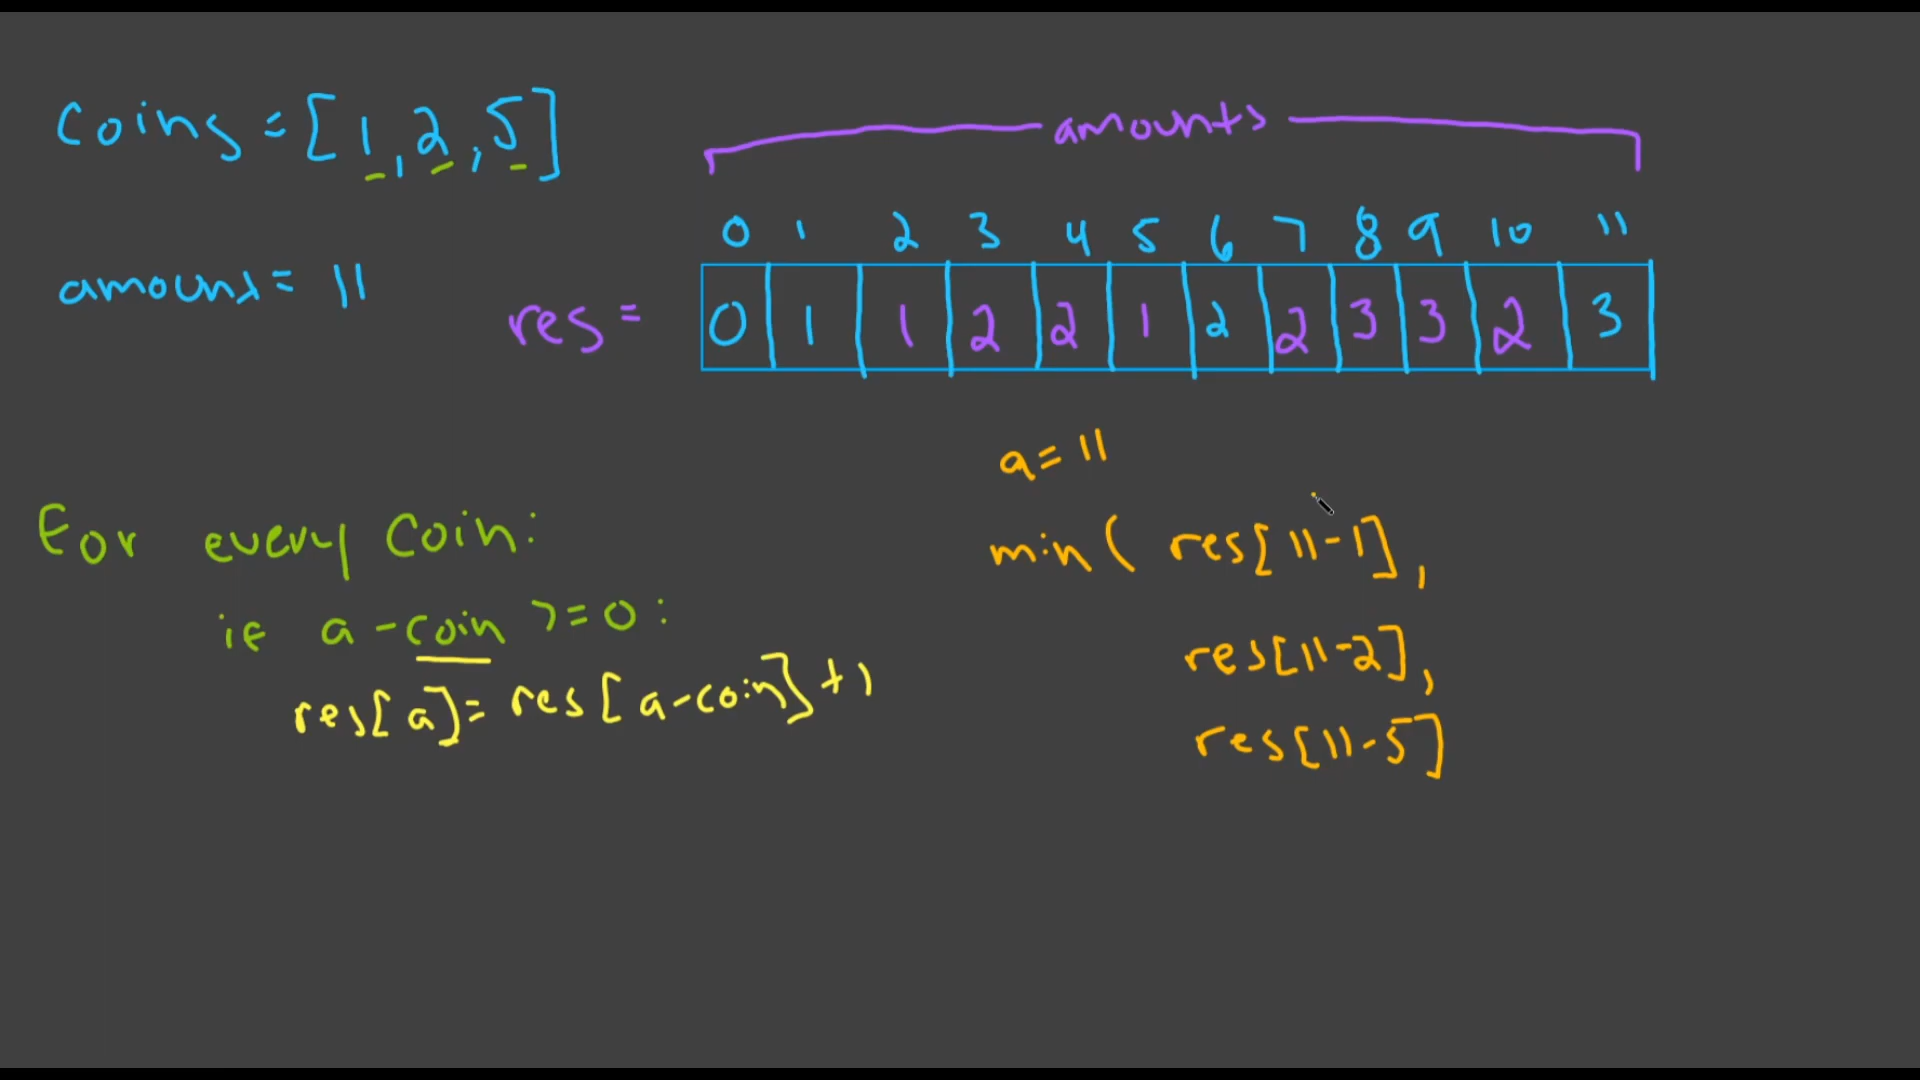 Coins = [1, 2, 5]
amounts
amount = 11
0 1 2 3 4 5 6 7 8 9 10 11
res = 0 1 1 2 2 1 2 2 3 3 2 3
a = 11
For every Coin:
min( res[11-1],
if a - coin >= 0:
res[11-2],
res[a] = res[a-coin] + 1
res[11-5]